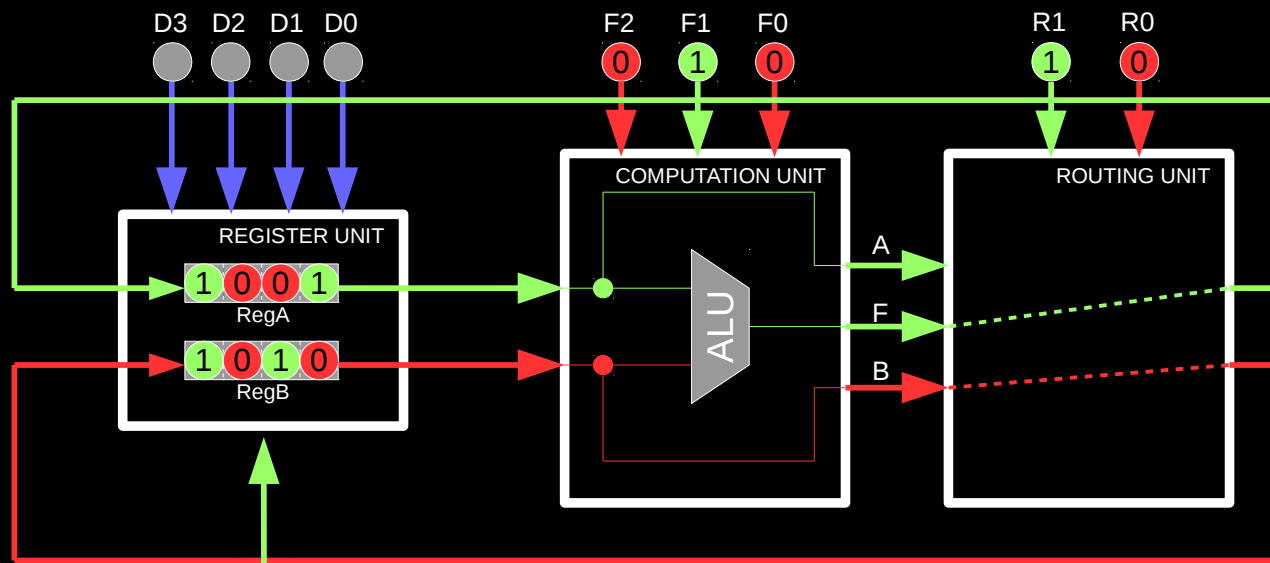 D3 D2 D1 D0 F2 F1 F0 R1 R0
0 1 0 1 0
COMPUTATION UNIT ROUTING UNIT
REGISTER UNIT
A
1 0 0 1
RegA
F
ALU
1 0 1 0
B
RegB